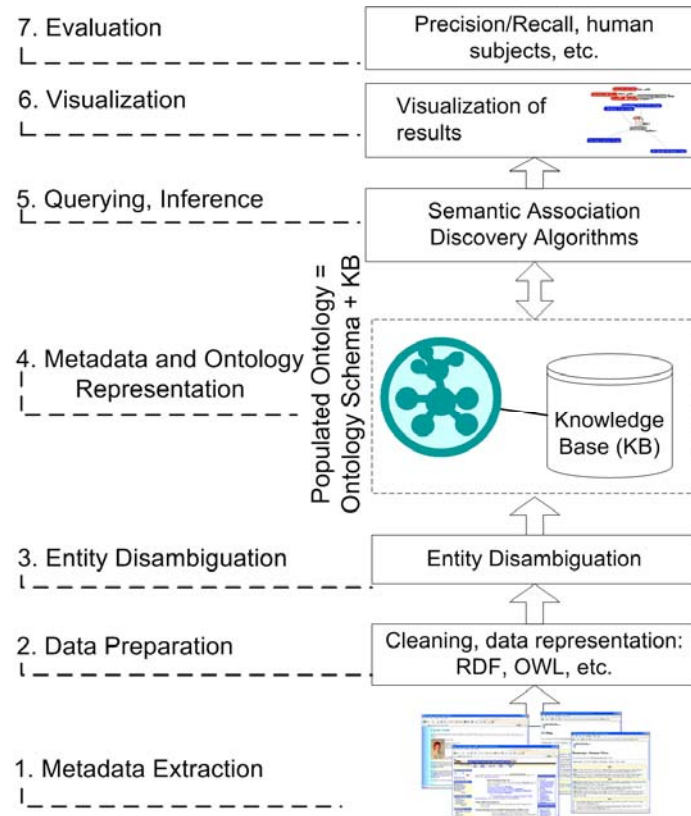 7. Evaluation
Precision/Recall, human
subjects, etc.
6. Visualization
Visualization of
results
5. Querying, Inference
Semantic Association
Discovery Algorithms
Populated Ontology =
Ontology Schema + KB
4. Metadata and Ontology
Representation
Knowledge
Base (KB)
3. Entity Disambiguation
Entity Disambiguation
2. Data Preparation
Cleaning, data representation:
RDF, OWL, etc.
1. Metadata Extraction